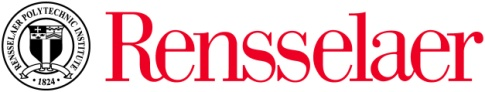 RENSSELAER POLYTECHNIC INSTITUTE
· 1824 ·
Rensselaer